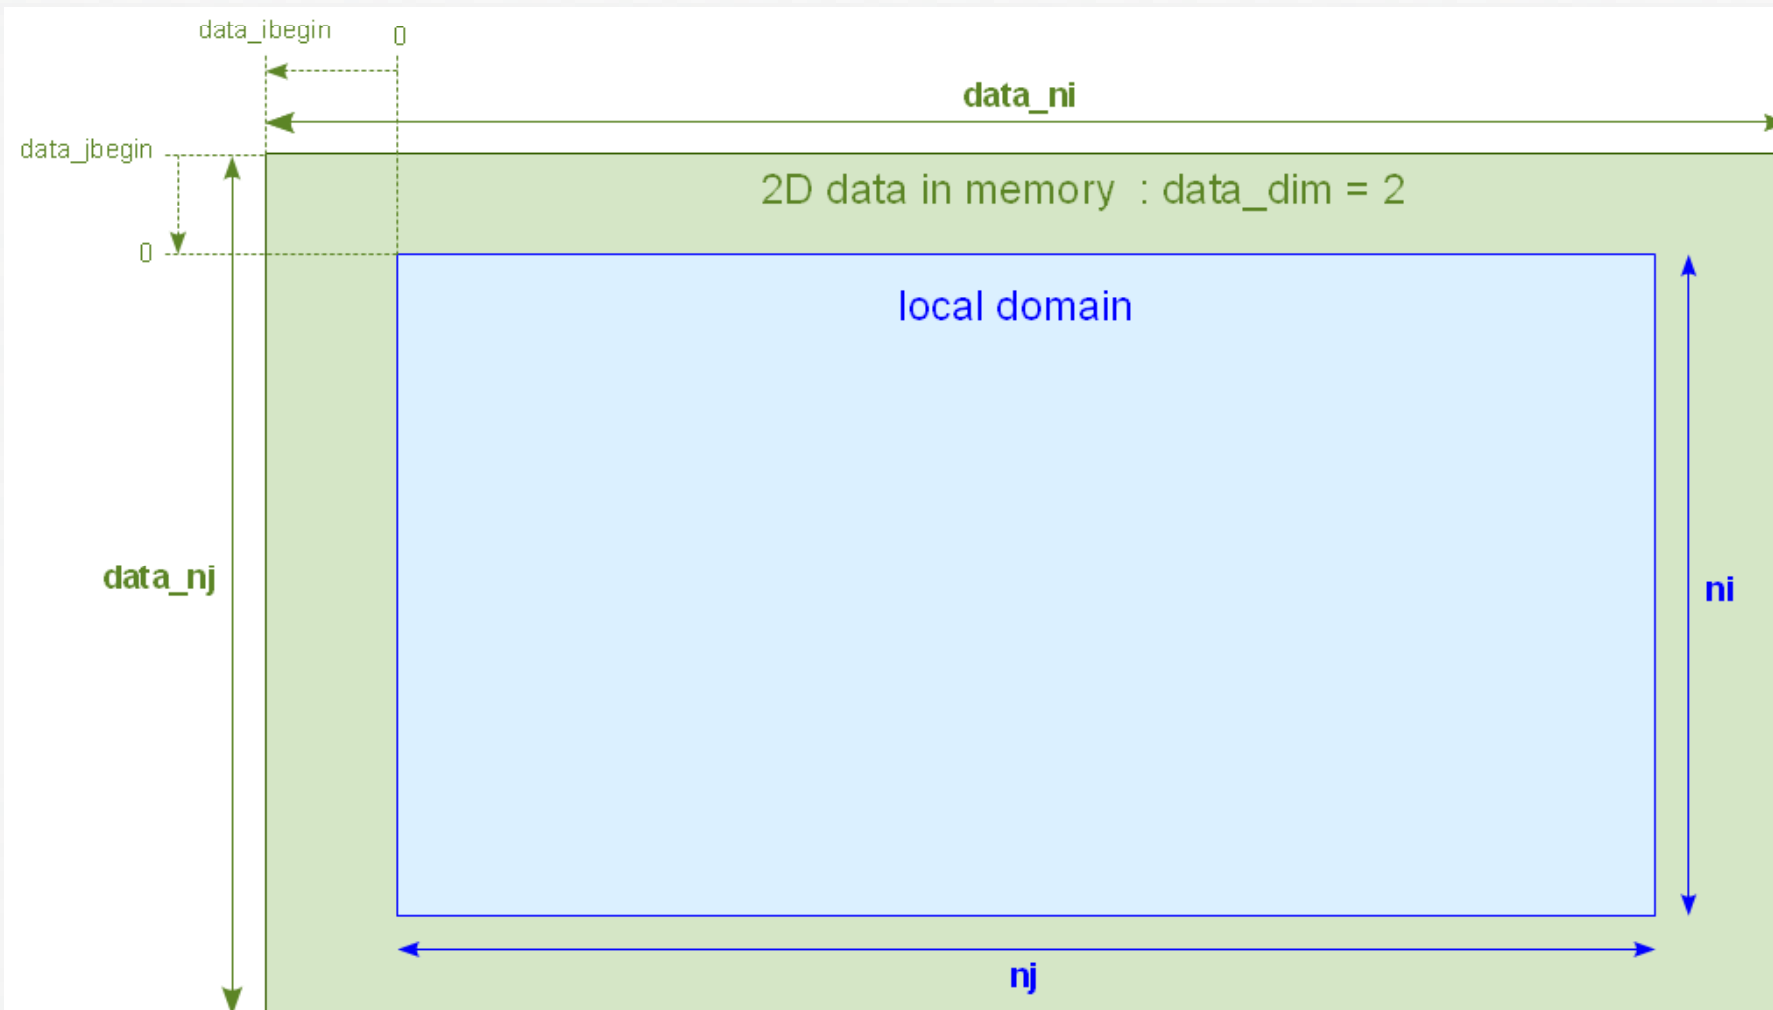 data_ibegin
0
data_ni
data_jbegin
2D data in memory : data_dim = 2
0
local domain
data_nj
ni
nj